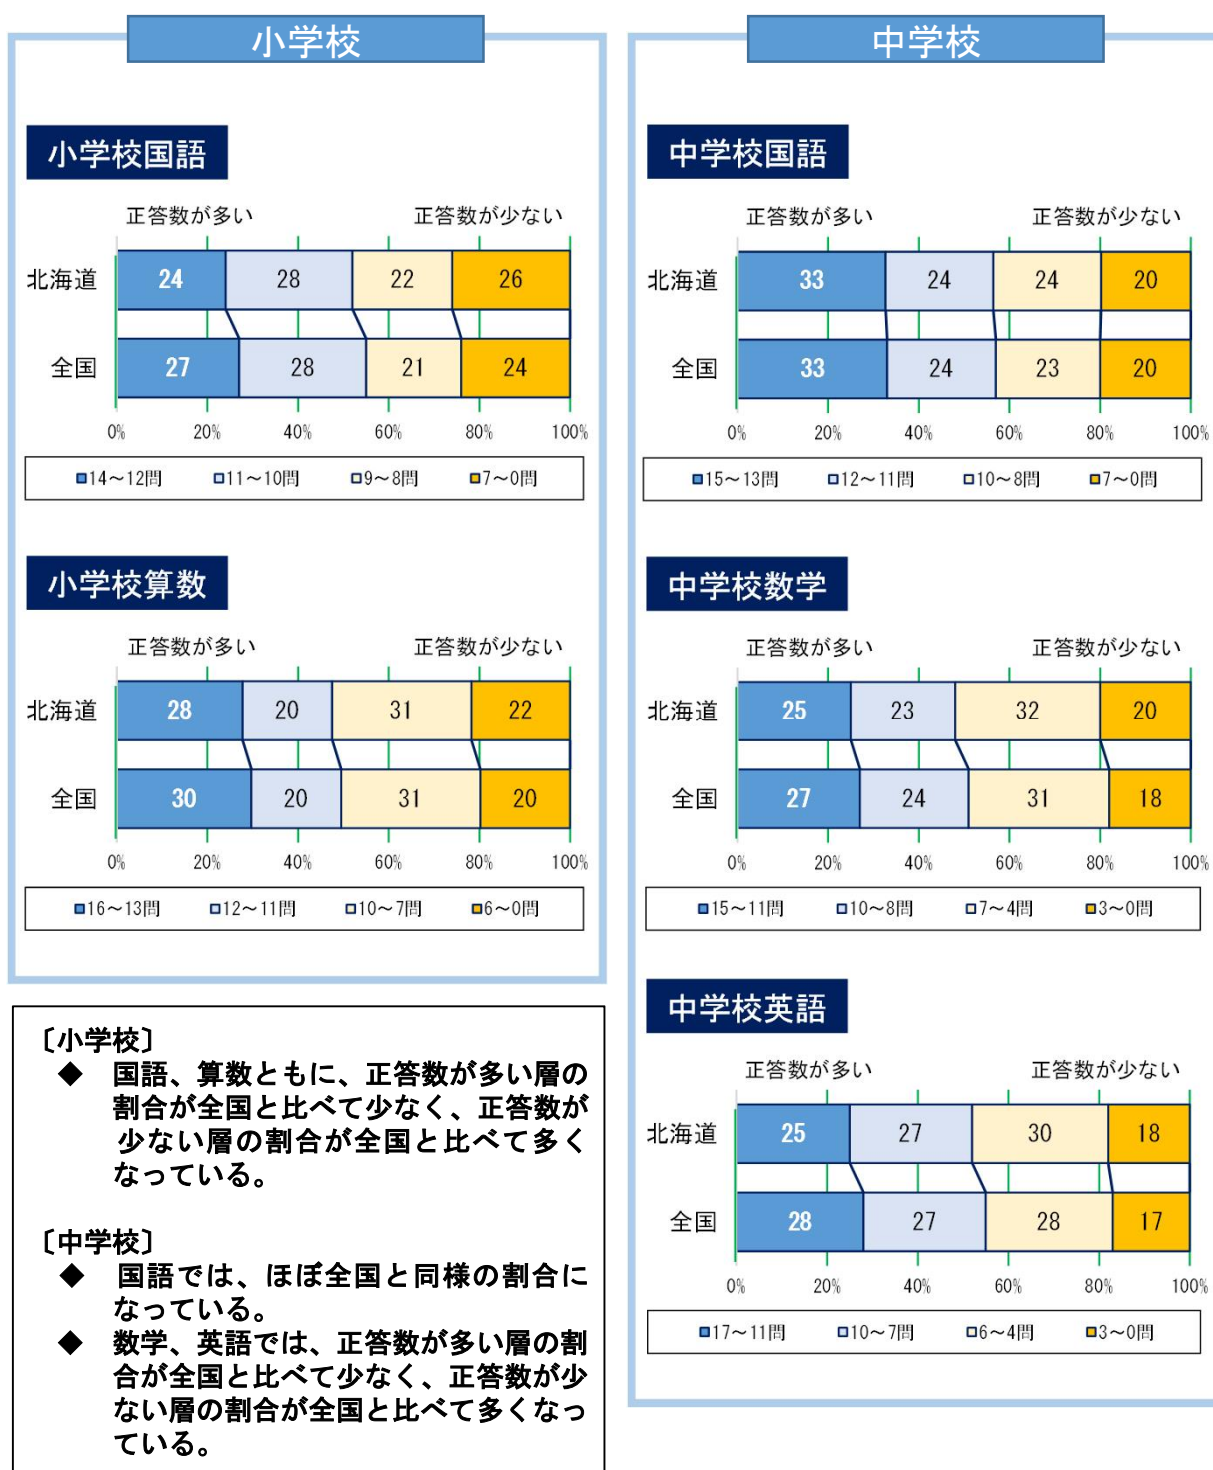 小学校
小学校国語
正答数が多い 正答数が少ない
北海道 24 28 22 26
全国 27 28 21 24
0% 20% 40% 60% 80% 100%
■14～12問 □11～10問 □9～8問 ■7～0問
小学校算数
正答数が多い 正答数が少ない
北海道 28 20 31 22
全国 30 20 31 20
0% 20% 40% 60% 80% 100%
■16～13問 □12～11問 □10～7問 ■6～0問
〔小学校〕
◆ 国語、算数ともに、正答数が多い層の
割合が全国と比べて少なく、正答数が
少ない層の割合が全国と比べて多く
なっている。
〔中学校〕
◆ 国語では、ほぼ全国と同様の割合に
なっている。
◆ 数学、英語では、正答数が多い層の割
合が全国と比べて少なく、正答数が少
ない層の割合が全国と比べて多くなっ
ている。
中学校
中学校国語
正答数が多い 正答数が少ない
北海道 33 24 24 20
全国 33 24 23 20
0% 20% 40% 60% 80% 100%
■15～13問 □12～11問 □10～8問 ■7～0問
中学校数学
正答数が多い 正答数が少ない
北海道 25 23 32 20
全国 27 24 31 18
0% 20% 40% 60% 80% 100%
■15～11問 □10～8問 □7～4問 ■3～0問
中学校英語
正答数が多い 正答数が少ない
北海道 25 27 30 18
全国 28 27 28 17
0% 20% 40% 60% 80% 100%
■17～11問 □10～7問 □6～4問 ■3～0問